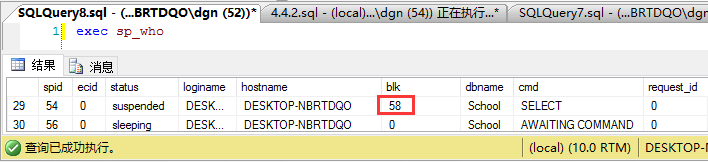 SQLQuery8.sql - (...BRTDQO\dgn (52))* 4.4.2.sql - (local)...\dgn (54)) 正在执行...* SQLQuery7.sql - (...BRTDQO\dgn
1 exec sp_who
结果 消息
spid ecid status loginame hostname blk dbname cmd request_id
29 54 0 suspended DESK... DESKTOP-NBRTDQO 58 School SELECT 0
30 56 0 sleeping DESK... DESKTOP-NBRTDQO 0 School AWAITING COMMAND 0
查询已成功执行。 (local) (10.0 RTM) DESKTOP-N